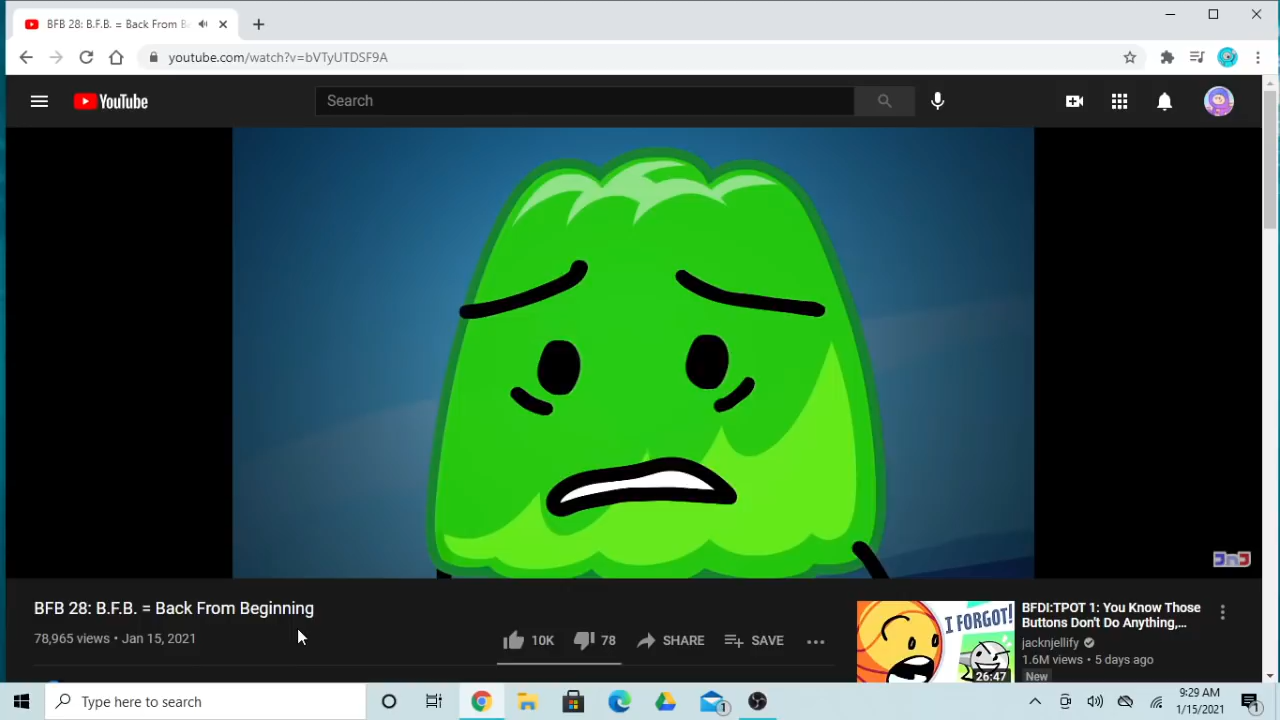 BFB 28: B.F.B. = Back From B
youtube.com/watch?v=bVTyUTDSF9A
YouTube
Search
BFB 28: B.F.B. = Back From Beginning
78,965 views • Jan 15, 2021
10K
78
SHARE
SAVE
I FORGOT!
26:47
BFDI:TPOT 1: You Know Those
Buttons Don't Do Anything,...
jacknjellify
1.6M views • 5 days ago
New
Type here to search
1
9:29 AM
1/15/2021
1